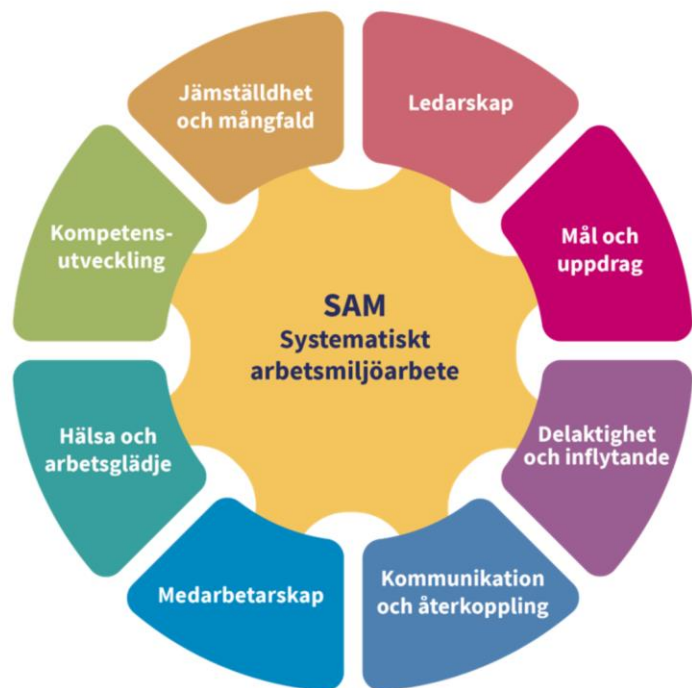 Jämställdhet
och mångfald
Ledarskap
Mål och
uppdrag
Delaktighet
och inflytande
Kommunikation
och återkoppling
Medarbetarskap
Hälsa och
arbetsglädje
Kompetens-
utveckling
SAM
Systematiskt
arbetsmiljöarbete